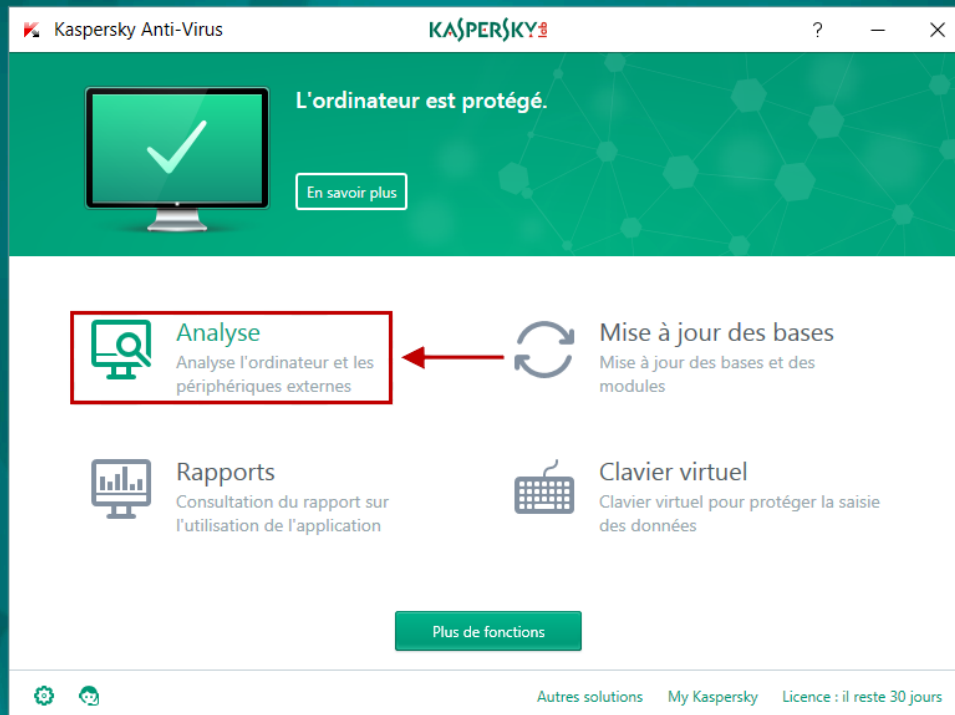 Kaspersky Anti-Virus
KASPERSKY lab
?
L'ordinateur est protégé.
En savoir plus
Analyse
Analyse l'ordinateur et les
périphériques externes
Mise à jour des bases
Mise à jour des bases et des
modules
Rapports
Consultation du rapport sur
l'utilisation de l'application
Clavier virtuel
Clavier virtuel pour protéger la saisie
des données
Plus de fonctions
Autres solutions
My Kaspersky
Licence : il reste 30 jours